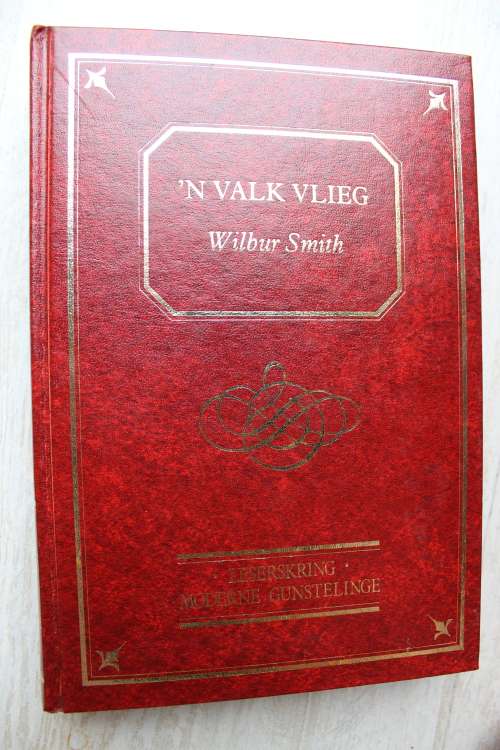 'N VALK VLIEG
Wilbur Smith
LESERSKRING
MODERNE GUNSTELINGE